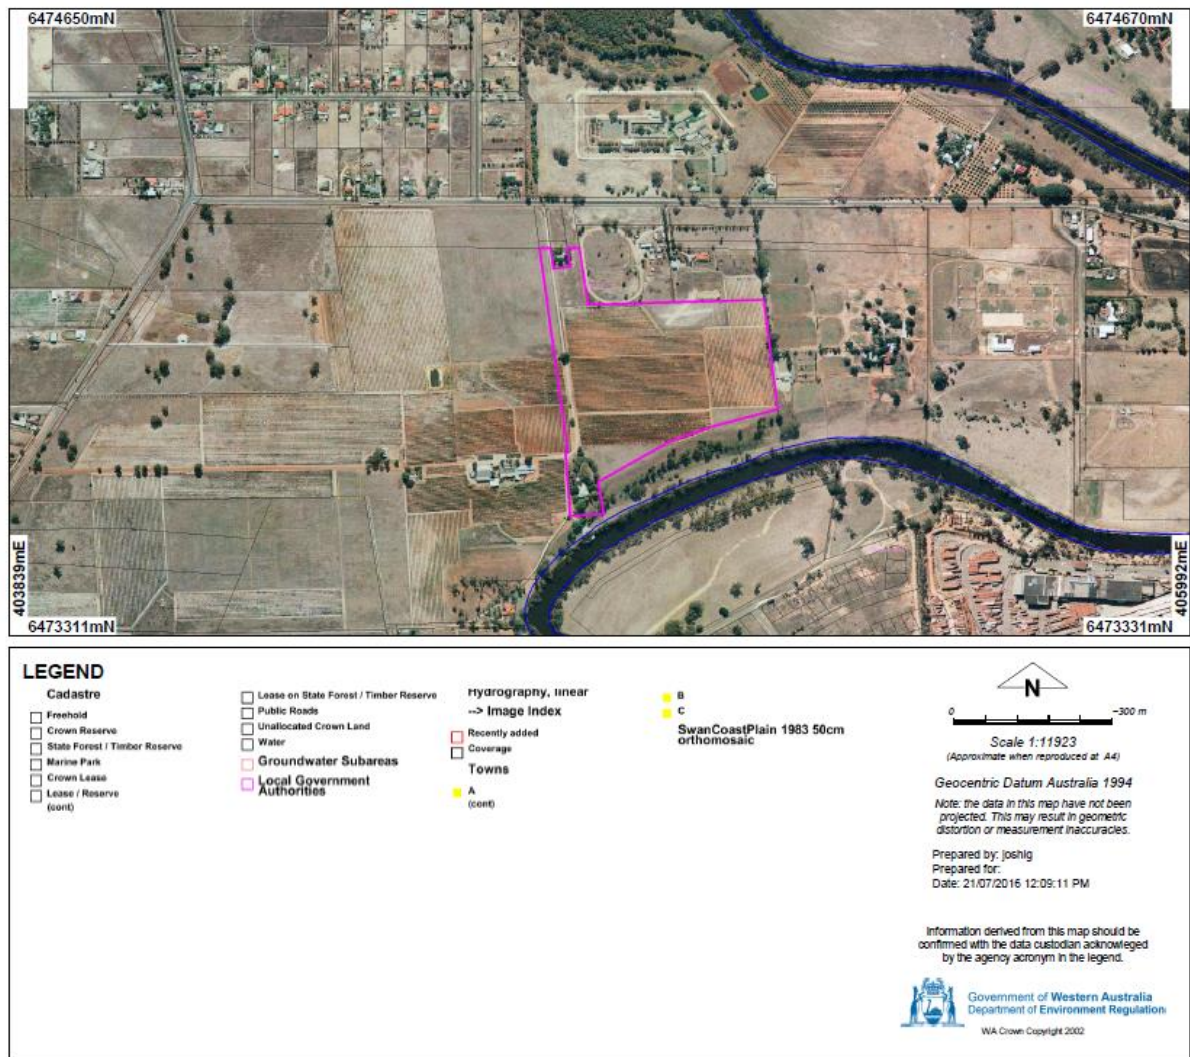 6474650mN
6474670mN
403839mE
405992mE
6473311mN
6473331mN
LEGEND
Cadastre
Freehold
Crown Reserve
State Forest / Timber Reserve
Marine Park
Crown Lease
Lease / Reserve
(cont)
Lease on State Forest / Timber Reserve
Public Roads
Unallocated Crown Land
Water
Groundwater Subareas
Local Government
Authorities
Hydrography, linear
--> Image Index
Recently added
Coverage
Towns
A
(cont)
B
C
SwanCoastPlain 1983 50cm
orthomosaic
N
0
~300 m
Scale 1:11923
(Approximate when reproduced at A4)
Geocentric Datum Australia 1994
Note: the data in this map have not been
projected. This may result in geometric
distortion or measurement inaccuracies.
Prepared by: joshig
Prepared for:
Date: 21/07/2016 12:09:11 PM
Information derived from this map should be
confirmed with the data custodian acknowleged
by the agency acronym in the legend.
Government of Western Australia
Department of Environment Regulation
WA Crown Copyright 2002